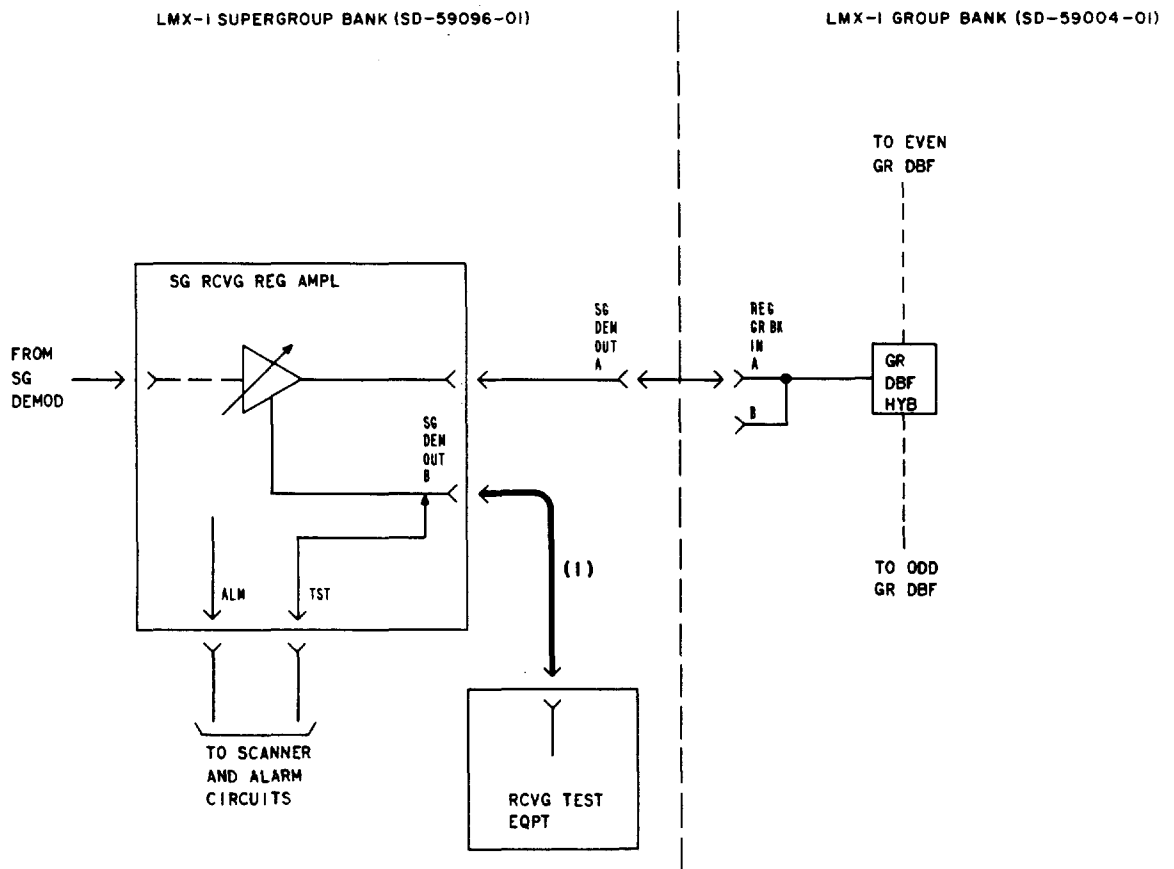 LMX-1 SUPERGROUP BANK (SD-59096-01)
LMX-1 GROUP BANK (SD-59004-01)
TO EVEN
GR DBF
SG RCVG REG AMPL
FROM
SG
DEMOD
SG
DEM
OUT
A
REG
GR BK
IN
A
B
GR
DBF
HYB
SG
DEM
OUT
B
(1)
ALM
TST
TO ODD
GR DBF
TO SCANNER
AND ALARM
CIRCUITS
RCVG TEST
EQPT